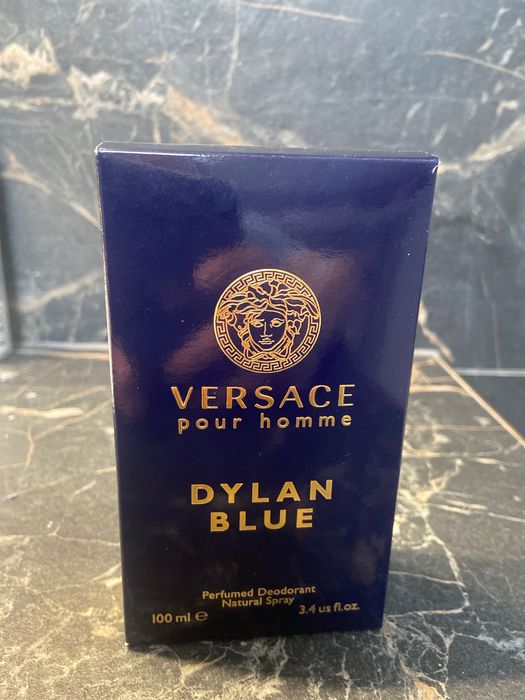 VERSACE
pour homme
DYLAN
BLUE
Perfumed Deodorant
Natural Spray
100 ml ℮ 3.4 us fl.oz.